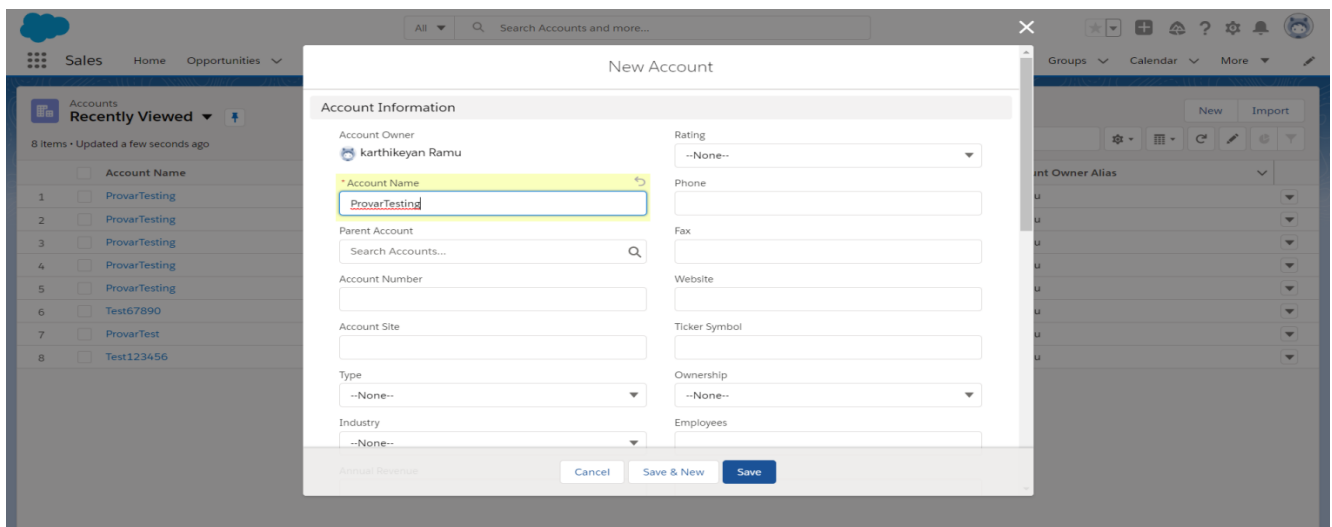 All Search Accounts and more...
Sales Home Opportunities Groups Calendar More
New Account
Accounts
Recently Viewed
New Import
8 items • Updated a few seconds ago
Account Information
Account Owner
karthikeyan Ramu
Rating
--None--
* Account Name
ProvarTesting
Phone
Parent Account
Search Accounts...
Fax
Account Number
Website
Account Site
Ticker Symbol
Type
--None--
Ownership
--None--
Industry
--None--
Employees
Annual Revenue
Cancel Save & New Save
Account Name
nt Owner Alias
1 ProvarTesting u
2 ProvarTesting u
3 ProvarTesting u
4 ProvarTesting u
5 ProvarTesting u
6 Test67890 u
7 ProvarTest u
8 Test123456 u